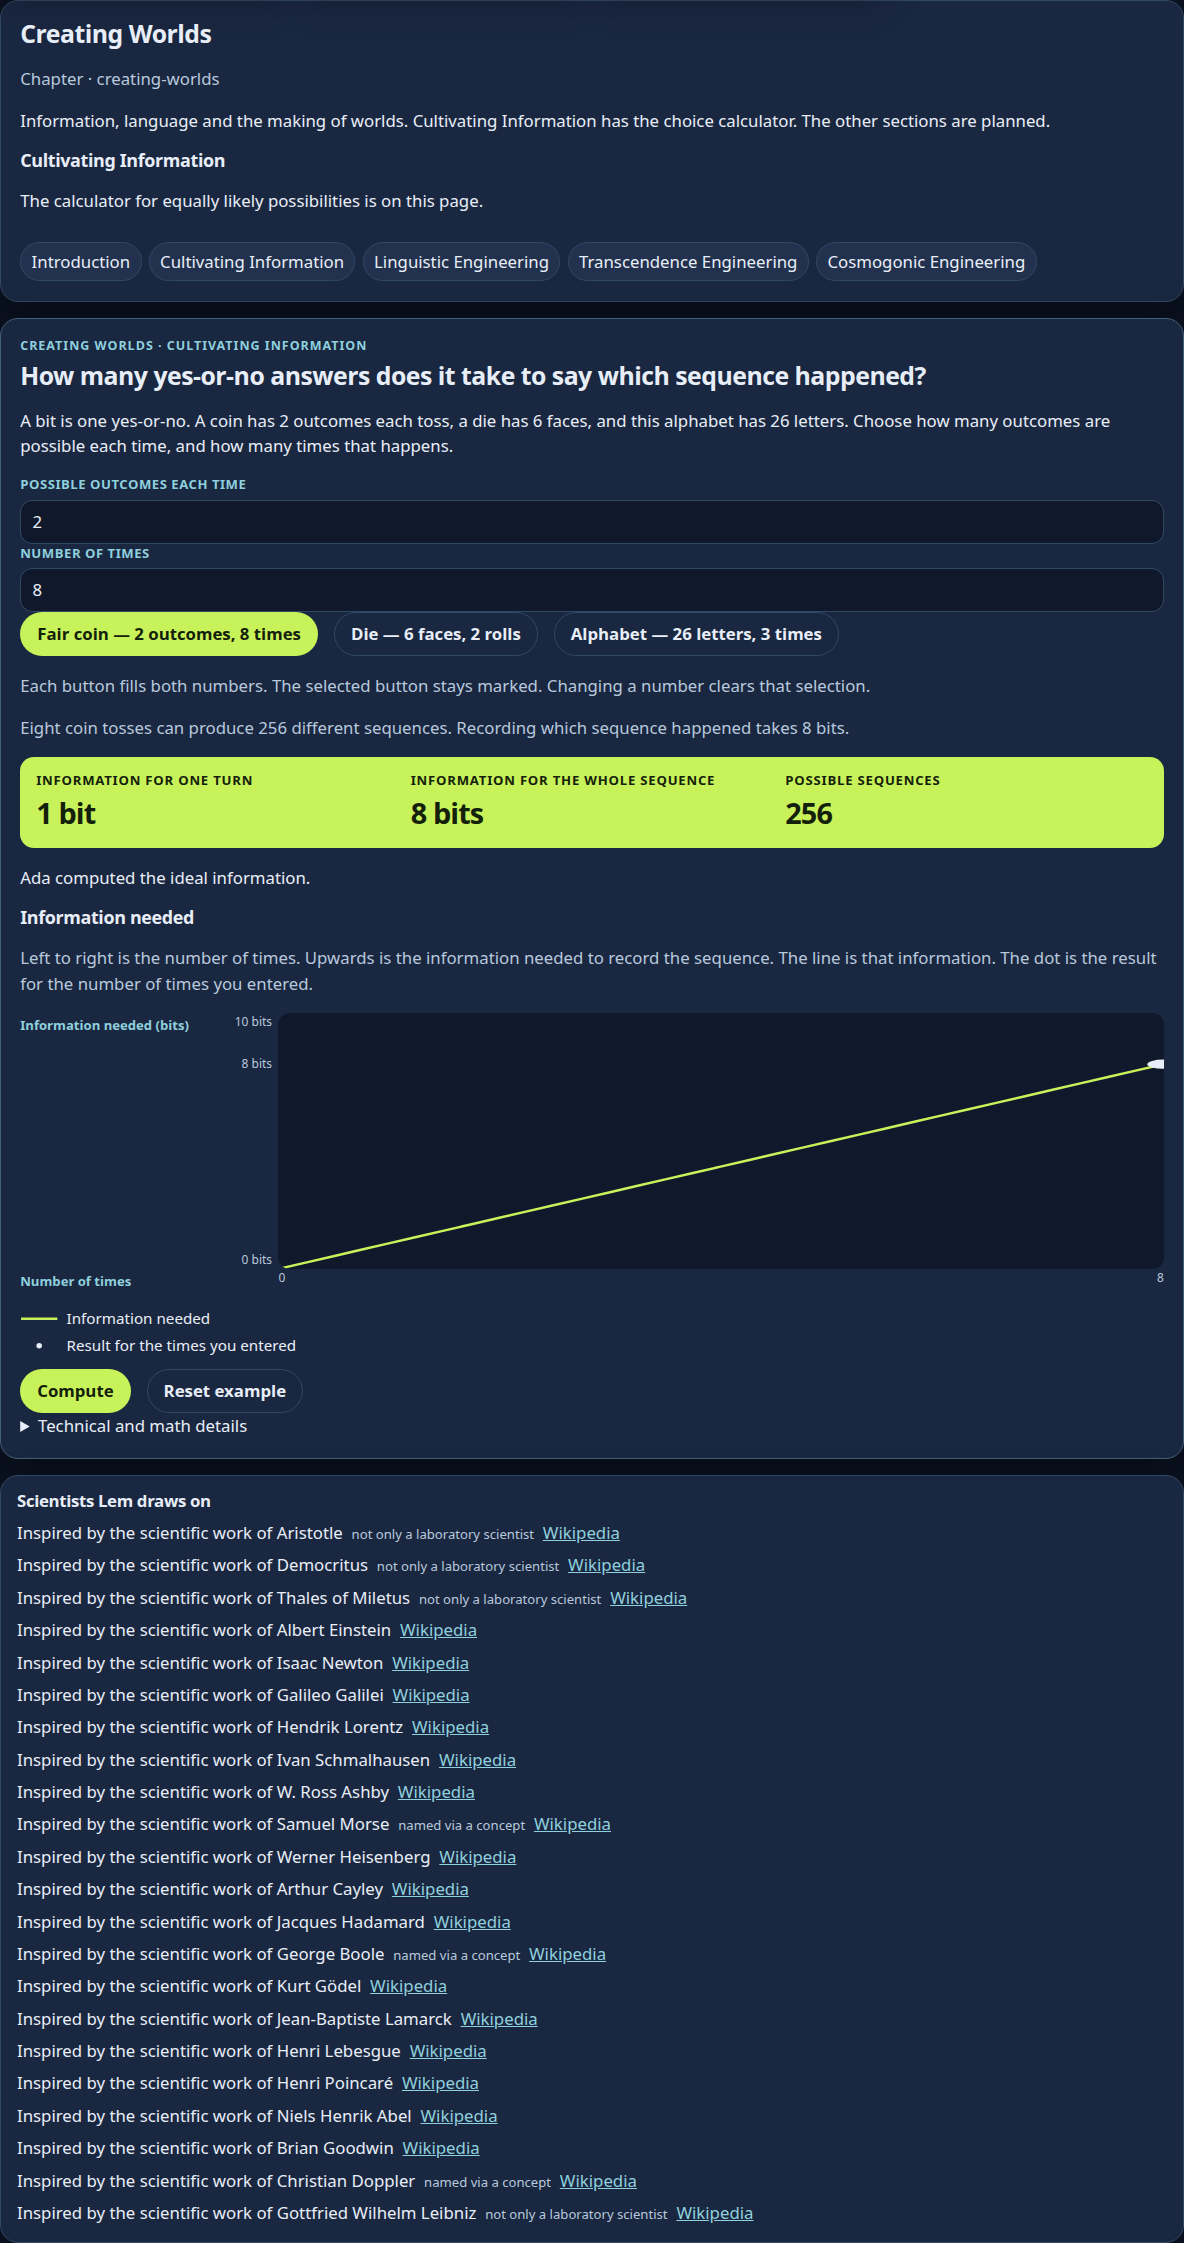 Creating Worlds
Chapter · creating-worlds
Information, language and the making of worlds. Cultivating Information has the choice calculator. The other sections are planned.
Cultivating Information
The calculator for equally likely possibilities is on this page.
Introduction
Cultivating Information
Linguistic Engineering
Transcendence Engineering
Cosmogonic Engineering
CREATING WORLDS · CULTIVATING INFORMATION
How many yes-or-no answers does it take to say which sequence happened?
A bit is one yes-or-no. A coin has 2 outcomes each toss, a die has 6 faces, and this alphabet has 26 letters. Choose how many outcomes are
possible each time, and how many times that happens.
POSSIBLE OUTCOMES EACH TIME
2
NUMBER OF TIMES
8
Fair coin — 2 outcomes, 8 times
Die — 6 faces, 2 rolls
Alphabet — 26 letters, 3 times
Each button fills both numbers. The selected button stays marked. Changing a number clears that selection.
Eight coin tosses can produce 256 different sequences. Recording which sequence happened takes 8 bits.
INFORMATION FOR ONE TURN
1 bit
INFORMATION FOR THE WHOLE SEQUENCE
8 bits
POSSIBLE SEQUENCES
256
Ada computed the ideal information.
Information needed
Left to right is the number of times. Upwards is the information needed to record the sequence. The line is that information. The dot is the result
for the number of times you entered.
Information needed (bits)
10 bits
8 bits
0 bits
Number of times
0
8
Information needed
Result for the times you entered
Compute
Reset example
Technical and math details
Scientists Lem draws on
Inspired by the scientific work of Aristotle not only a laboratory scientist Wikipedia
Inspired by the scientific work of Democritus not only a laboratory scientist Wikipedia
Inspired by the scientific work of Thales of Miletus not only a laboratory scientist Wikipedia
Inspired by the scientific work of Albert Einstein Wikipedia
Inspired by the scientific work of Isaac Newton Wikipedia
Inspired by the scientific work of Galileo Galilei Wikipedia
Inspired by the scientific work of Hendrik Lorentz Wikipedia
Inspired by the scientific work of Ivan Schmalhausen Wikipedia
Inspired by the scientific work of W. Ross Ashby Wikipedia
Inspired by the scientific work of Samuel Morse named via a concept Wikipedia
Inspired by the scientific work of Werner Heisenberg Wikipedia
Inspired by the scientific work of Arthur Cayley Wikipedia
Inspired by the scientific work of Jacques Hadamard Wikipedia
Inspired by the scientific work of George Boole named via a concept Wikipedia
Inspired by the scientific work of Kurt Gödel Wikipedia
Inspired by the scientific work of Jean-Baptiste Lamarck Wikipedia
Inspired by the scientific work of Henri Lebesgue Wikipedia
Inspired by the scientific work of Henri Poincaré Wikipedia
Inspired by the scientific work of Niels Henrik Abel Wikipedia
Inspired by the scientific work of Brian Goodwin Wikipedia
Inspired by the scientific work of Christian Doppler named via a concept Wikipedia
Inspired by the scientific work of Gottfried Wilhelm Leibniz not only a laboratory scientist Wikipedia